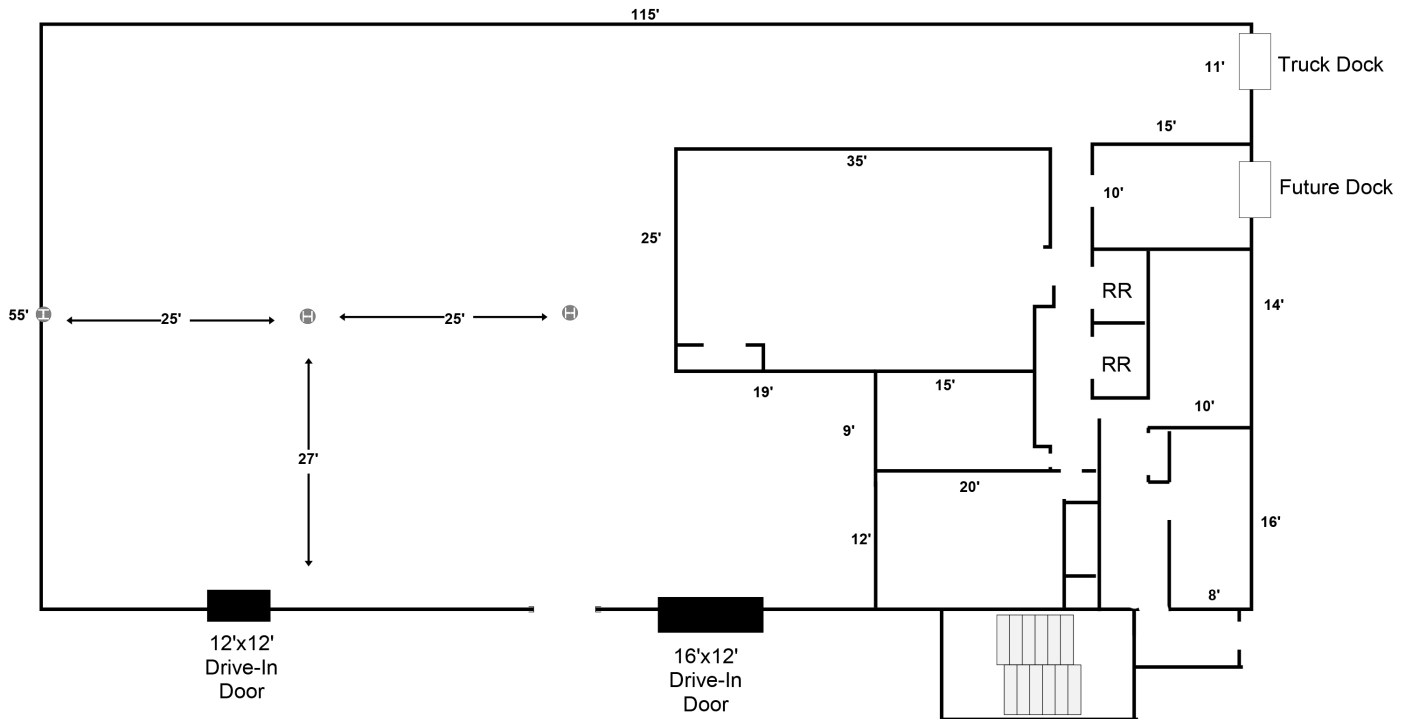 115'
11'
Truck Dock
15'
35'
10'
Future Dock
25'
RR
14'
55'
H
25'
H
25'
H
RR
19'
15'
10'
9'
27'
20'
12'
16'
8'
12'x12'
Drive-In
Door
16'x12'
Drive-In
Door